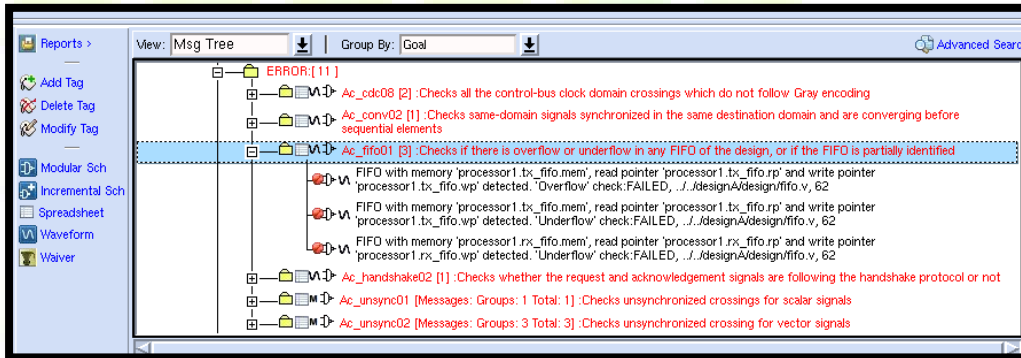 Reports >
View: Msg Tree
Group By: Goal
Advanced Searc
Add Tag
Delete Tag
Modify Tag
Modular Sch
Incremental Sch
Spreadsheet
Waveform
Waiver
ERROR:[ 11 ]
Ac_cdc08 [2] :Checks all the control-bus clock domain crossings which do not follow Gray encoding
Ac_conv02 [1] :Checks same-domain signals synchronized in the same destination domain and are converging before
sequential elements
Ac_fifo01 [3] :Checks if there is overflow or underflow in any FIFO of the design, or if the FIFO is partially identified
FIFO with memory 'processor1.tx_fifo.mem', read pointer 'processor1.tx_fifo.rp' and write pointer
'processor1.tx_fifo.wp' detected. 'Overflow' check:FAILED, ../../designA/design/fifo.v, 62
FIFO with memory 'processor1.tx_fifo.mem', read pointer 'processor1.tx_fifo.rp' and write pointer
'processor1.tx_fifo.wp' detected. 'Underflow' check:FAILED, ../../designA/design/fifo.v, 62
FIFO with memory 'processor1.rx_fifo.mem', read pointer 'processor1.rx_fifo.rp' and write pointer
'processor1.rx_fifo.wp' detected. 'Underflow' check:FAILED, ../../designA/design/fifo.v, 62
Ac_handshake02 [1] :Checks whether the request and acknowledgement signals are following the handshake protocol or not
M Ac_unsync01 [Messages: Groups: 1 Total: 1] :Checks unsynchronized crossings for scalar signals
M Ac_unsync02 [Messages: Groups: 3 Total: 3] :Checks unsynchronized crossing for vector signals